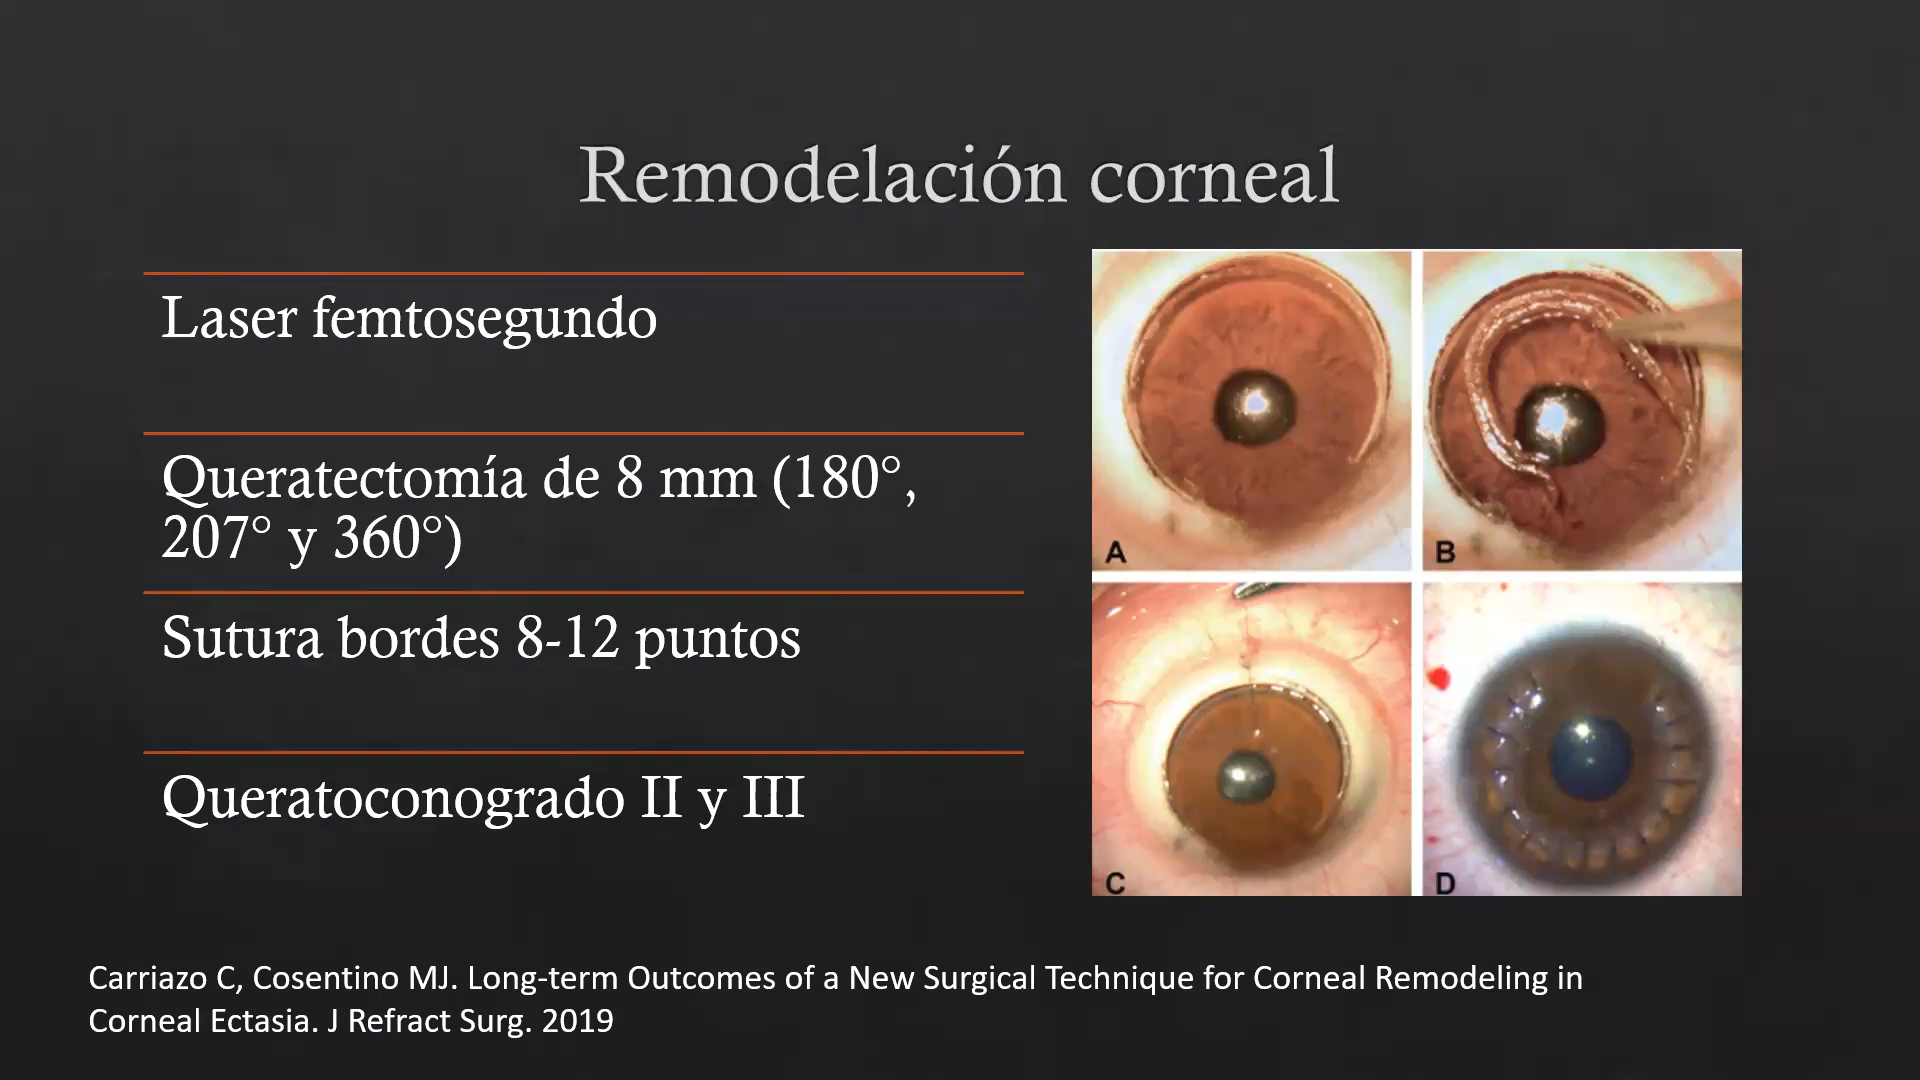 Remodelación corneal
Laser femtosegundo
Queratectomía de 8 mm (180°,
207° y 360°)
Sutura bordes 8-12 puntos
Queratoconogrado II y III
A
B
C
D
Carriazo C, Cosentino MJ. Long-term Outcomes of a New Surgical Technique for Corneal Remodeling in
Corneal Ectasia. J Refract Surg. 2019